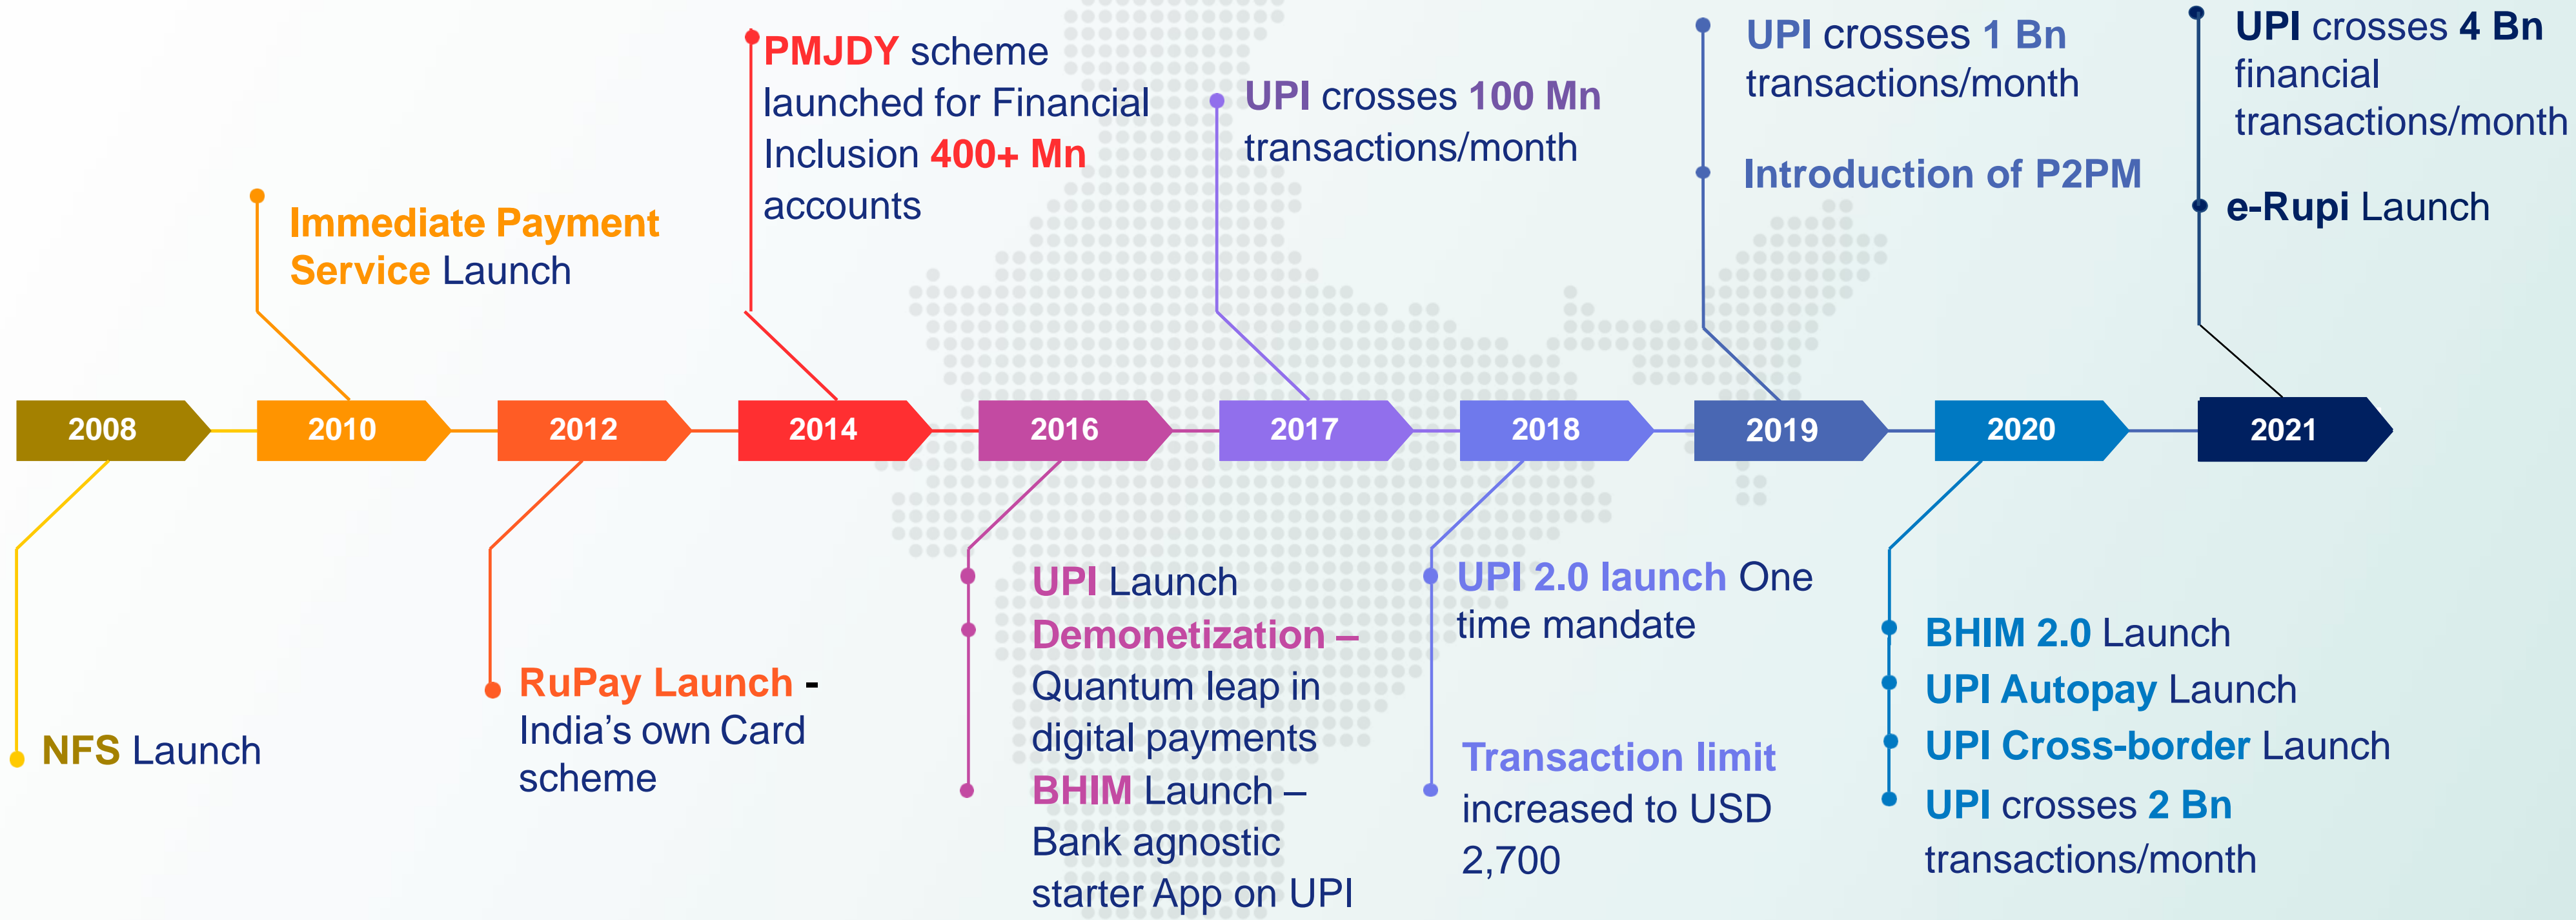 PMJDY scheme
launched for Financial
Inclusion 400+ Mn
accounts
UPI crosses 1 Bn
transactions/month
Introduction of P2PM
UPI crosses 4 Bn
financial
transactions/month
e-Rupi Launch
UPI crosses 100 Mn
transactions/month
Immediate Payment
Service Launch
2008
2010
2012
2014
2016
2017
2018
2019
2020
2021
NFS Launch
RuPay Launch -
India’s own Card
scheme
UPI Launch
Demonetization –
Quantum leap in
digital payments
BHIM Launch –
Bank agnostic
starter App on UPI
UPI 2.0 launch One
time mandate
Transaction limit
increased to USD
2,700
BHIM 2.0 Launch
UPI Autopay Launch
UPI Cross-border Launch
UPI crosses 2 Bn
transactions/month